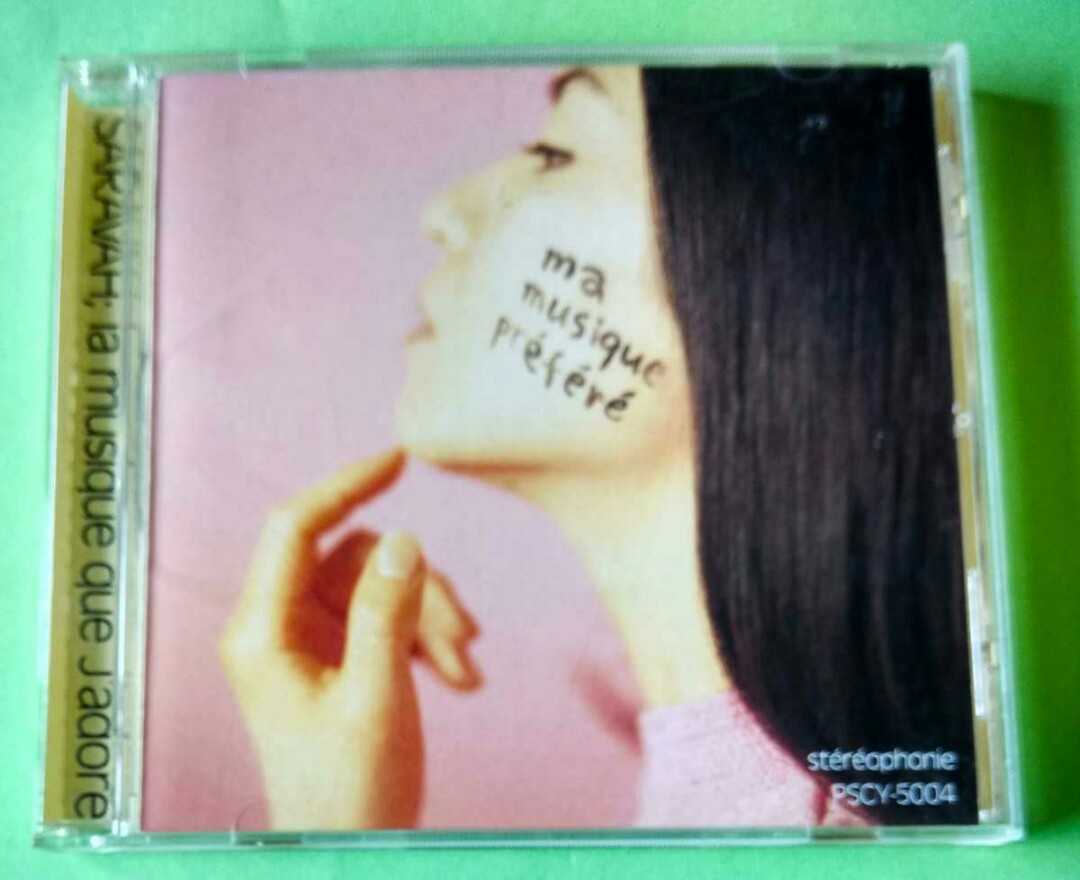 SARAVAH; la musique que J'adore
ma
musique
préféré
stéréophonie
PSCY-5004